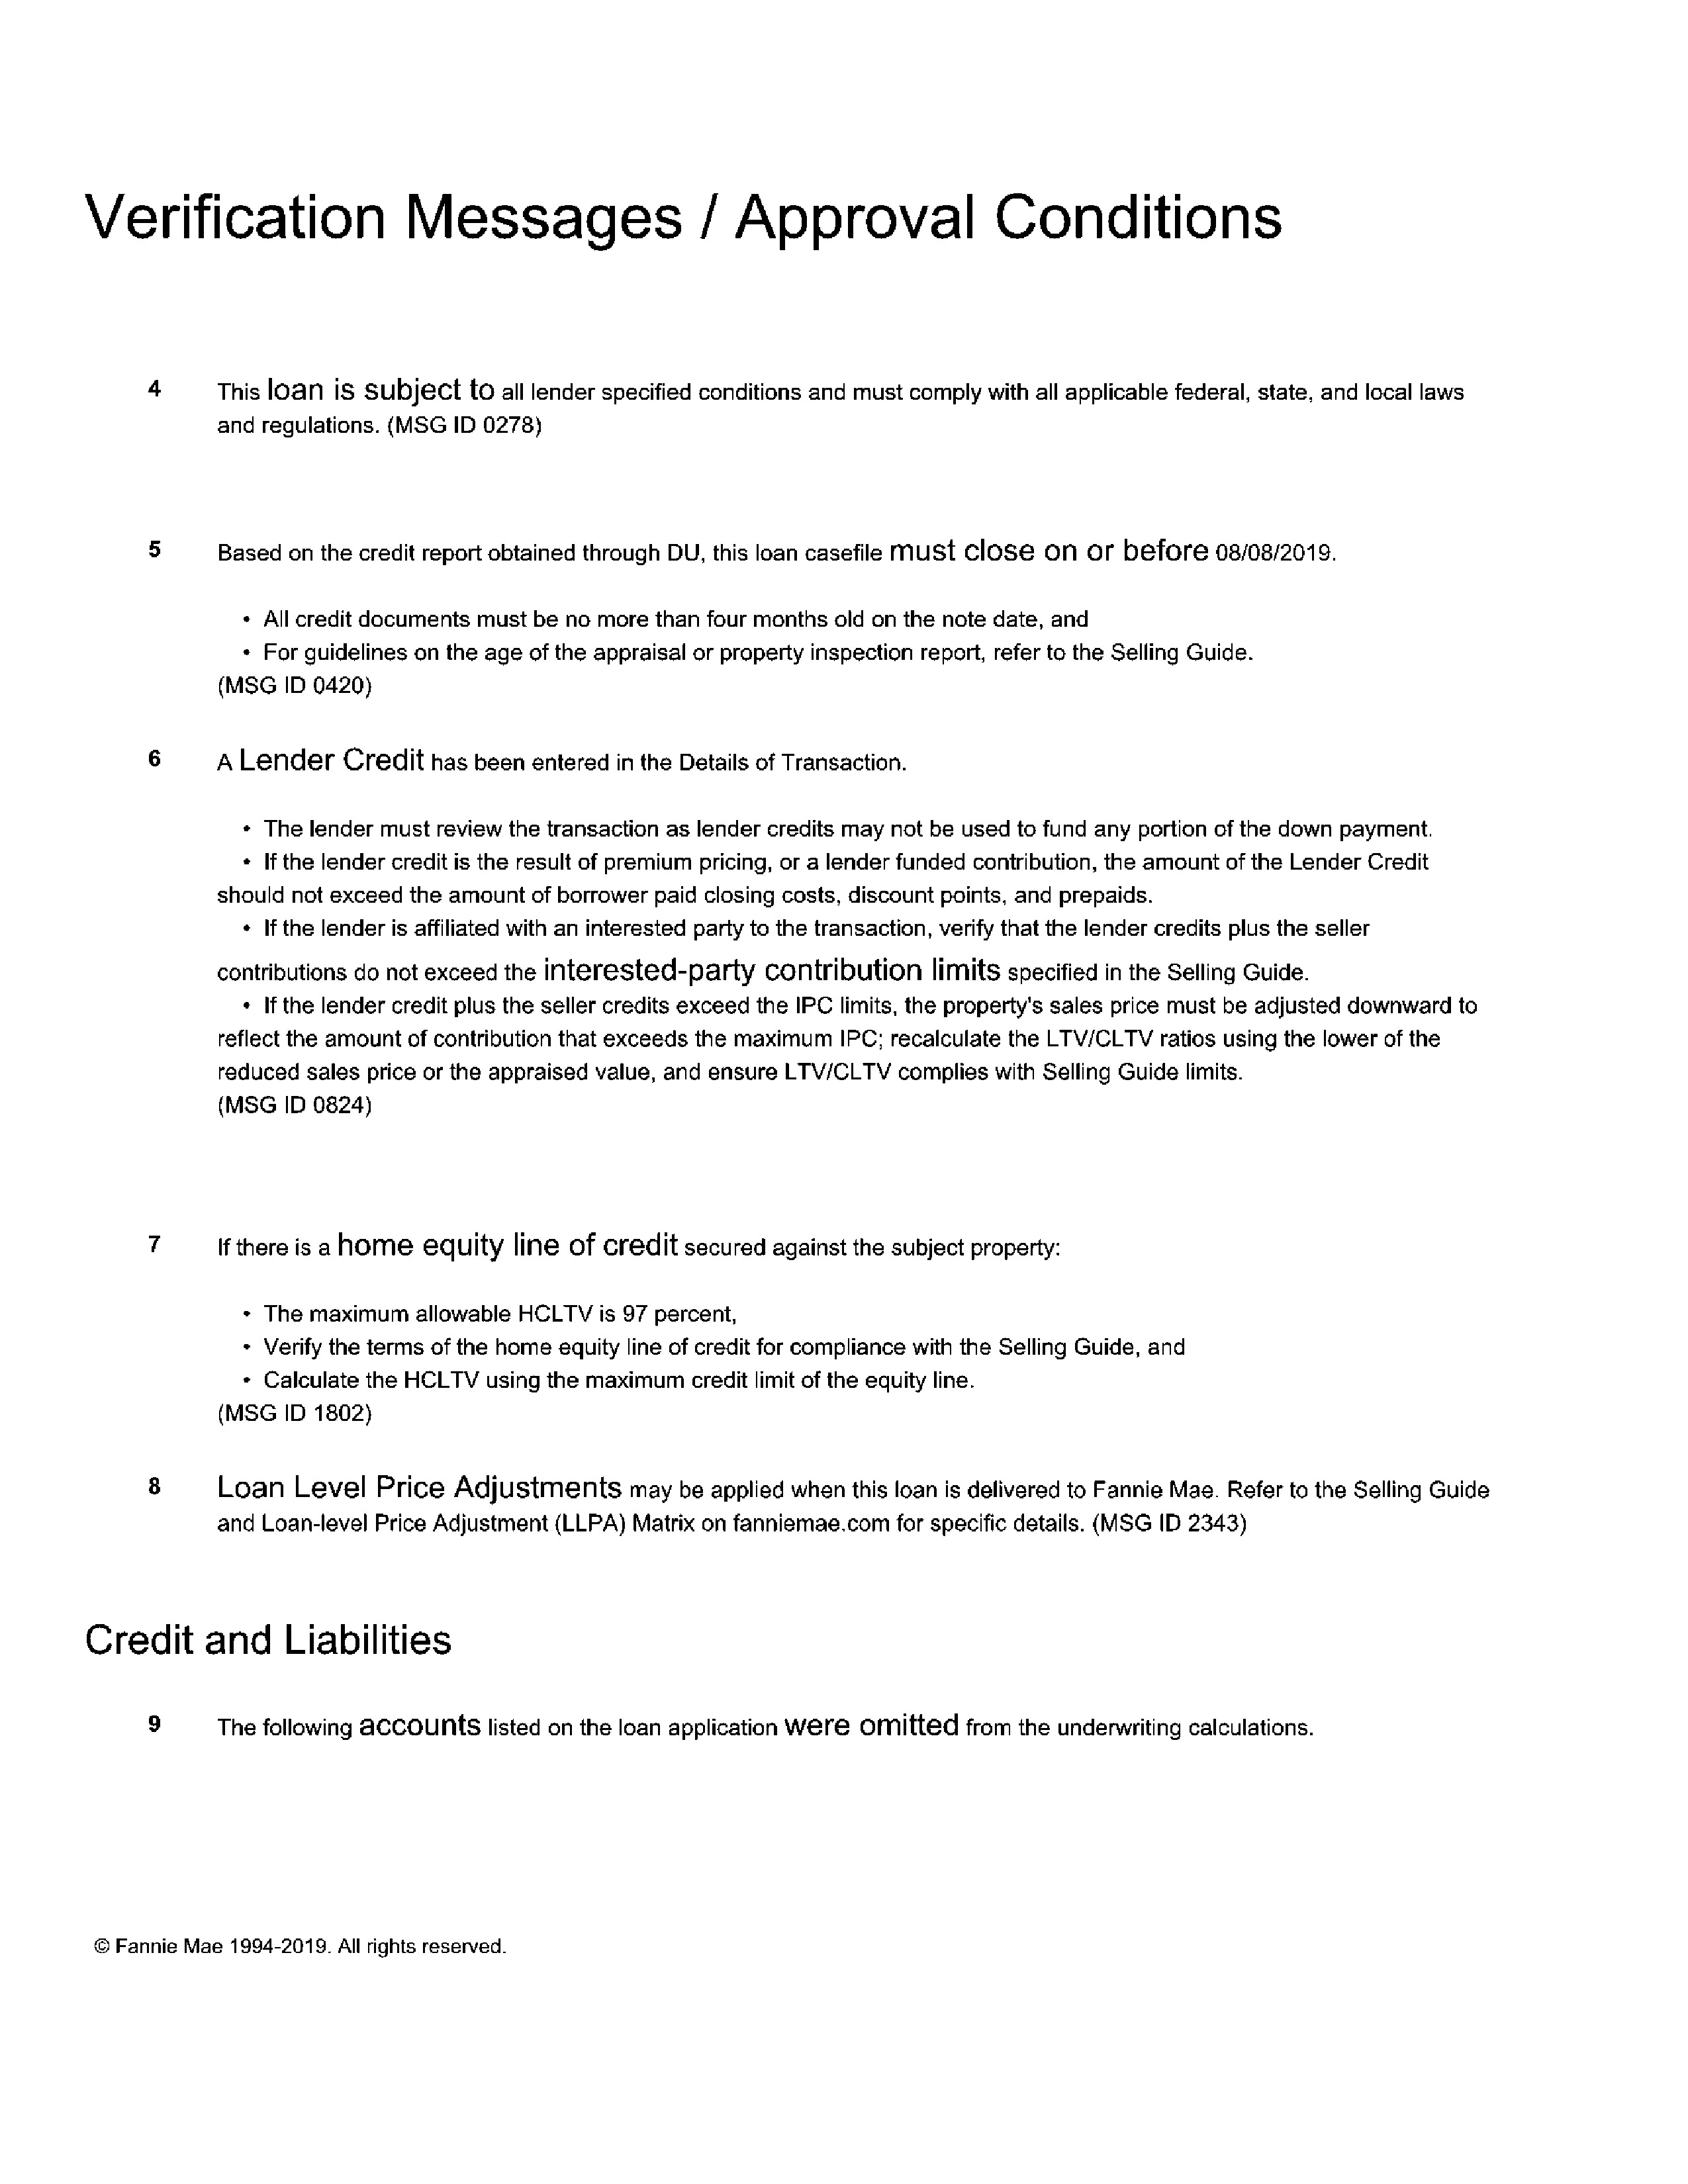 Verification Messages / Approval Conditions
4 This loan is subject to all lender specified conditions and must comply with all applicable federal, state, and local laws
and regulations. (MSG ID 0278)
5 Based on the credit report obtained through DU, this loan casefile must close on or before 08/08/2019.
• All credit documents must be no more than four months old on the note date, and
• For guidelines on the age of the appraisal or property inspection report, refer to the Selling Guide.
(MSG ID 0420)
6 A Lender Credit has been entered in the Details of Transaction.
• The lender must review the transaction as lender credits may not be used to fund any portion of the down payment.
• If the lender credit is the result of premium pricing, or a lender funded contribution, the amount of the Lender Credit
should not exceed the amount of borrower paid closing costs, discount points, and prepaids.
• If the lender is affiliated with an interested party to the transaction, verify that the lender credits plus the seller
contributions do not exceed the interested-party contribution limits specified in the Selling Guide.
• If the lender credit plus the seller credits exceed the IPC limits, the property's sales price must be adjusted downward to
reflect the amount of contribution that exceeds the maximum IPC; recalculate the LTV/CLTV ratios using the lower of the
reduced sales price or the appraised value, and ensure LTV/CLTV complies with Selling Guide limits.
(MSG ID 0824)
7 If there is a home equity line of credit secured against the subject property:
• The maximum allowable HCLTV is 97 percent,
• Verify the terms of the home equity line of credit for compliance with the Selling Guide, and
• Calculate the HCLTV using the maximum credit limit of the equity line.
(MSG ID 1802)
8 Loan Level Price Adjustments may be applied when this loan is delivered to Fannie Mae. Refer to the Selling Guide
and Loan-level Price Adjustment (LLPA) Matrix on fanniemae.com for specific details. (MSG ID 2343)
Credit and Liabilities
9 The following accounts listed on the loan application were omitted from the underwriting calculations.
© Fannie Mae 1994-2019. All rights reserved.